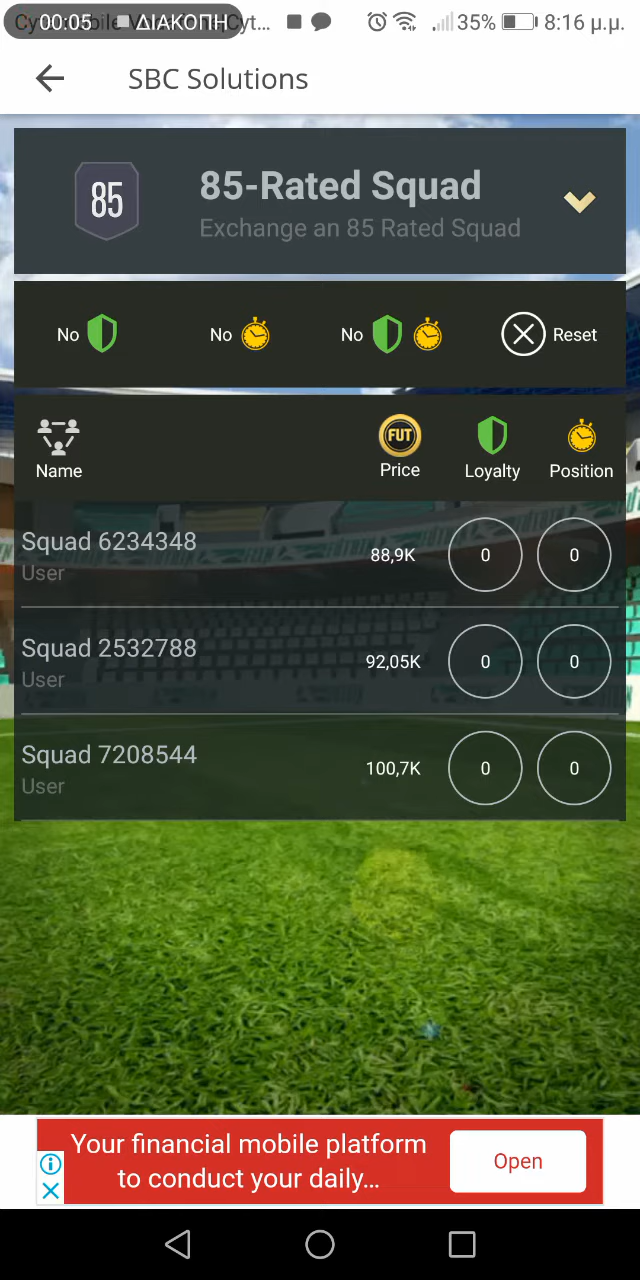 00:05 ΔΙΑΚΟΠΗ Cyt... 35% 8:16 μ.μ.
SBC Solutions
85
85-Rated Squad
Exchange an 85 Rated Squad
No No No Reset
FUT
Name Price Loyalty Position
Squad 6234348
User
88,9K 0 0
Squad 2532788
User
92,05K 0 0
Squad 7208544
User
100,7K 0 0
Your financial mobile platform
to conduct your daily...
Open